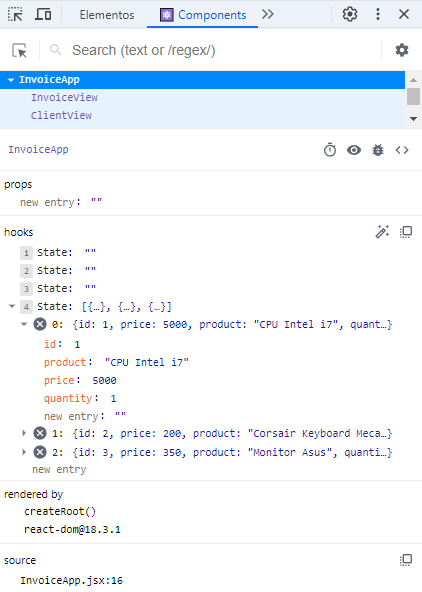 Elementos Components
Search (text or /regex/)
InvoiceApp
InvoiceView
ClientView
InvoiceApp
props
new entry: ""
hooks
1 State: ""
2 State: ""
3 State: ""
4 State: [{…}, {…}, {…}]
0: {id: 1, price: 5000, product: "CPU Intel i7", quant…}
id: 1
product: "CPU Intel i7"
price: 5000
quantity: 1
new entry: ""
1: {id: 2, price: 200, product: "Corsair Keyboard Meca…}
2: {id: 3, price: 350, product: "Monitor Asus", quanti…}
new entry
rendered by
createRoot()
react-dom@18.3.1
source
InvoiceApp.jsx:16